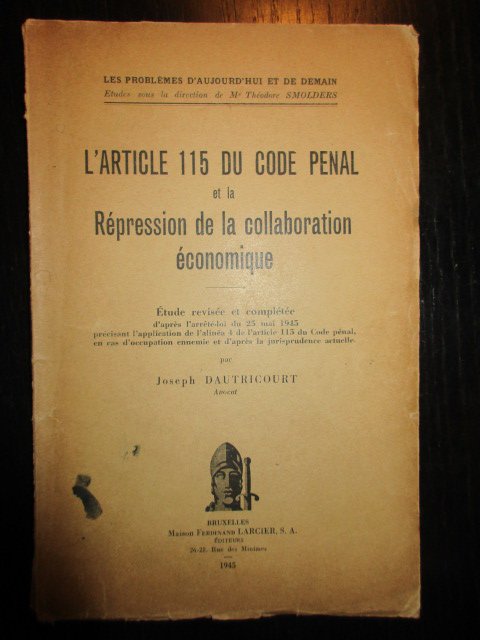 LES PROBLÈMES D'AUJOURD'HUI ET DE DEMAIN
Etudes sous la direction de Me Théodore SMOLDERS
L'ARTICLE 115 DU CODE PENAL
et la
Répression de la collaboration
économique
Étude revisée et complétée
d'après l'arrêté-loi du 25 mai 1945
précisant l'application de l'alinéa 4 de l'article 115 du Code pénal,
en cas d'occupation ennemie et d'après la jurisprudence actuelle
par
Joseph DAUTRICOURT
Avocat
BRUXELLES
Maison FERDINAND LARCIER, S. A.
ÉDITEURS
26-28, Rue des Minimes
1945